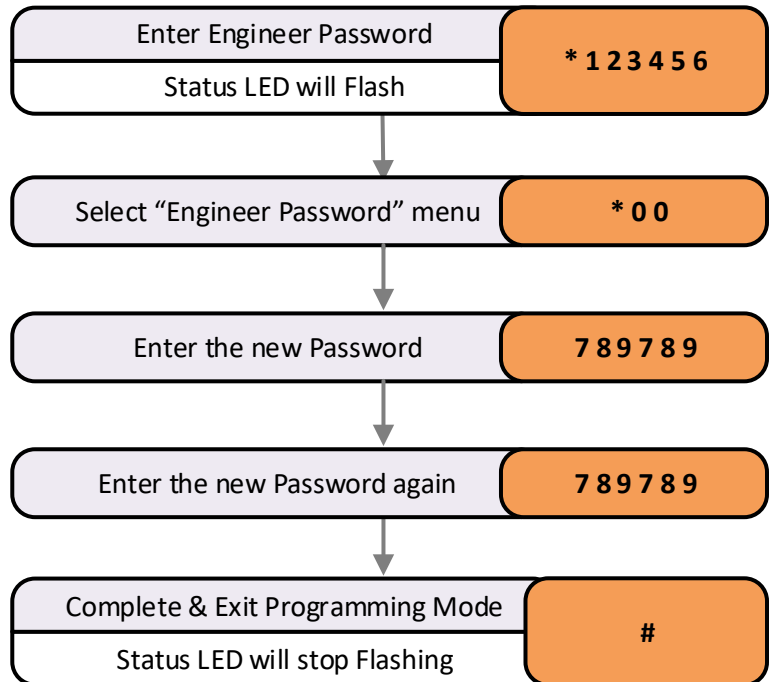 Enter Engineer Password
* 1 2 3 4 5 6
Status LED will Flash
Select “Engineer Password” menu
* 0 0
Enter the new Password
7 8 9 7 8 9
Enter the new Password again
7 8 9 7 8 9
Complete & Exit Programming Mode
#
Status LED will stop Flashing